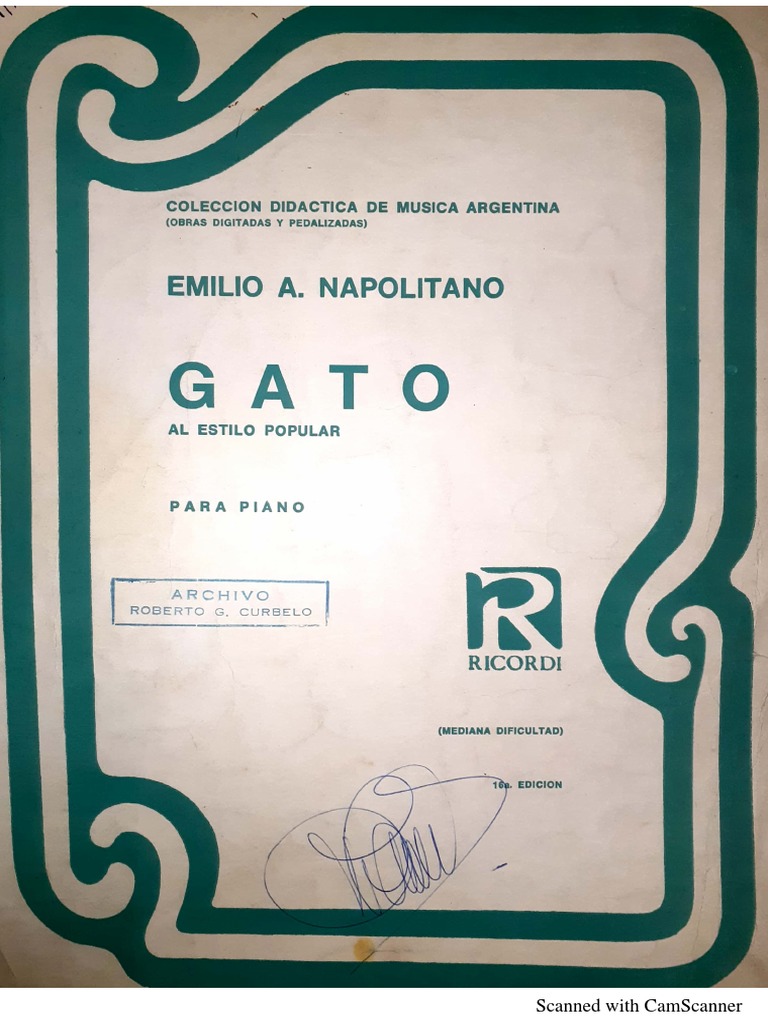 COLECCION DIDACTICA DE MUSICA ARGENTINA
(OBRAS DIGITADAS Y PEDALIZADAS)
EMILIO A. NAPOLITANO
GATO
AL ESTILO POPULAR
PARA PIANO
ARCHIVO
ROBERTO G. CURBELO
R
RICORDI
(MEDIANA DIFICULTAD)
16a. EDICION
Scanned with CamScanner